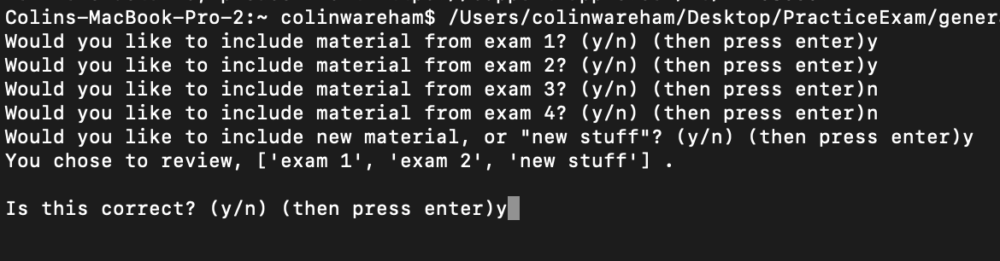 Colins-MacBook-Pro-2:~ colinwareham$ /Users/colinwareham/Desktop/PracticeExam/gener
Would you like to include material from exam 1? (y/n) (then press enter)y
Would you like to include material from exam 2? (y/n) (then press enter)y
Would you like to include material from exam 3? (y/n) (then press enter)n
Would you like to include material from exam 4? (y/n) (then press enter)n
Would you like to include new material, or "new stuff"? (y/n) (then press enter)y
You chose to review, ['exam 1', 'exam 2', 'new stuff'] .
Is this correct? (y/n) (then press enter)y